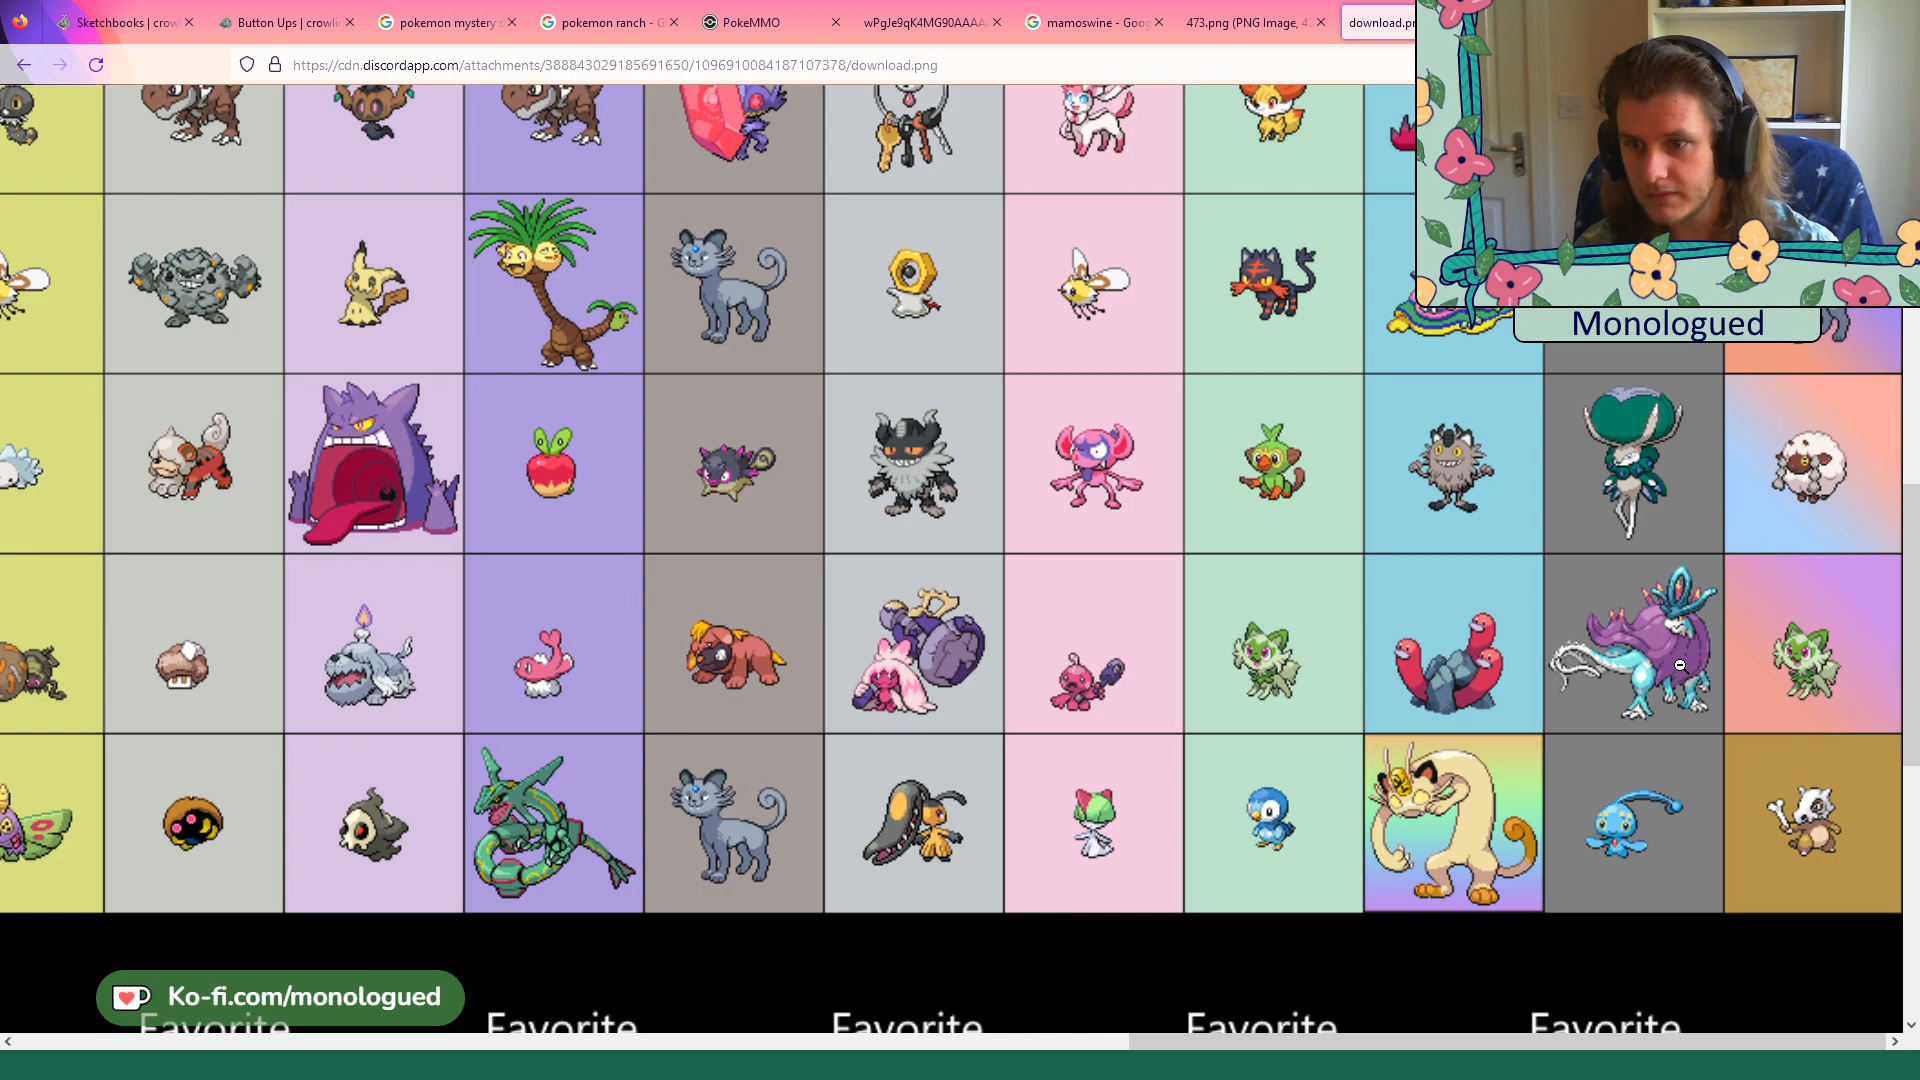 Sketchbooks | crow
Button Ups | crowli
pokemon mystery
pokemon ranch - G
PokeMMO
wPgJe9qK4MG90AAAA
mamoswine - Goog
473.png (PNG Image, 4
download.pn
https://cdn.discordapp.com/attachments/388843029185691650/1096910084187107378/download.png
Monologued
Ko-fi.com/monologued
Favorite Favorite Favorite Favorite Favorite